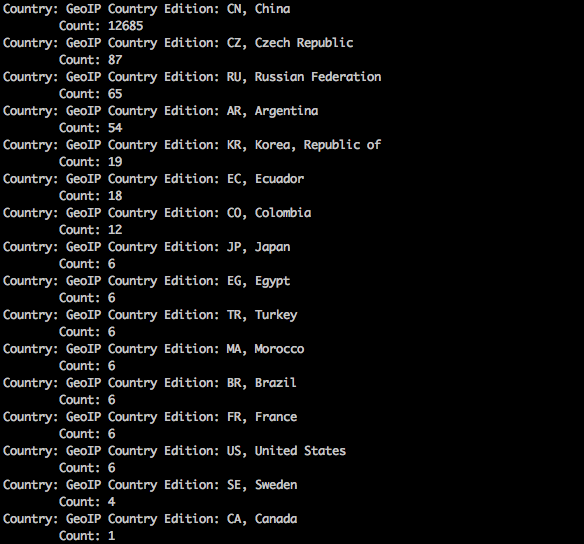 Country: GeoIP Country Edition: CN, China
Count: 12685
Country: GeoIP Country Edition: CZ, Czech Republic
Count: 87
Country: GeoIP Country Edition: RU, Russian Federation
Count: 65
Country: GeoIP Country Edition: AR, Argentina
Count: 54
Country: GeoIP Country Edition: KR, Korea, Republic of
Count: 19
Country: GeoIP Country Edition: EC, Ecuador
Count: 18
Country: GeoIP Country Edition: CO, Colombia
Count: 12
Country: GeoIP Country Edition: JP, Japan
Count: 6
Country: GeoIP Country Edition: EG, Egypt
Count: 6
Country: GeoIP Country Edition: TR, Turkey
Count: 6
Country: GeoIP Country Edition: MA, Morocco
Count: 6
Country: GeoIP Country Edition: BR, Brazil
Count: 6
Country: GeoIP Country Edition: FR, France
Count: 6
Country: GeoIP Country Edition: US, United States
Count: 6
Country: GeoIP Country Edition: SE, Sweden
Count: 4
Country: GeoIP Country Edition: CA, Canada
Count: 1